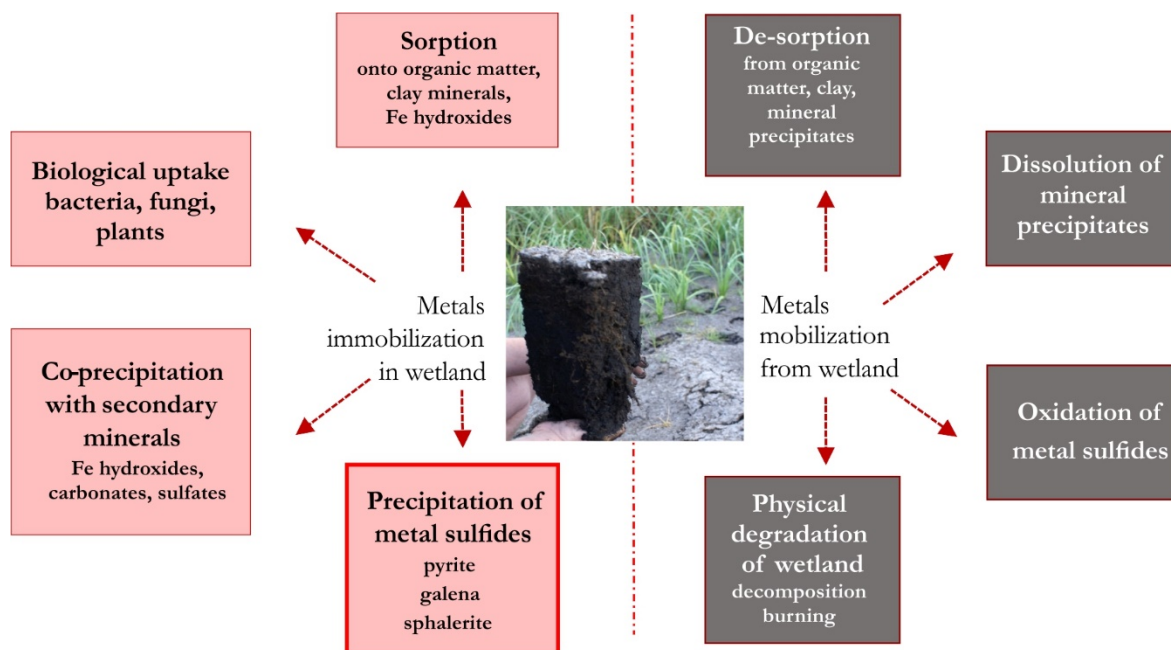 Sorption
onto organic matter,
clay minerals,
Fe hydroxides
De-sorption
from organic
matter, clay,
mineral
precipitates
Biological uptake
bacteria, fungi,
plants
Dissolution of
mineral
precipitates
Metals
immobilization
in wetland
Metals
mobilization
from wetland
Co-precipitation
with secondary
minerals
Fe hydroxides,
carbonates, sulfates
Oxidation of
metal sulfides
Precipitation of
metal sulfides
pyrite
galena
sphalerite
Physical
degradation
of wetland
decomposition
burning